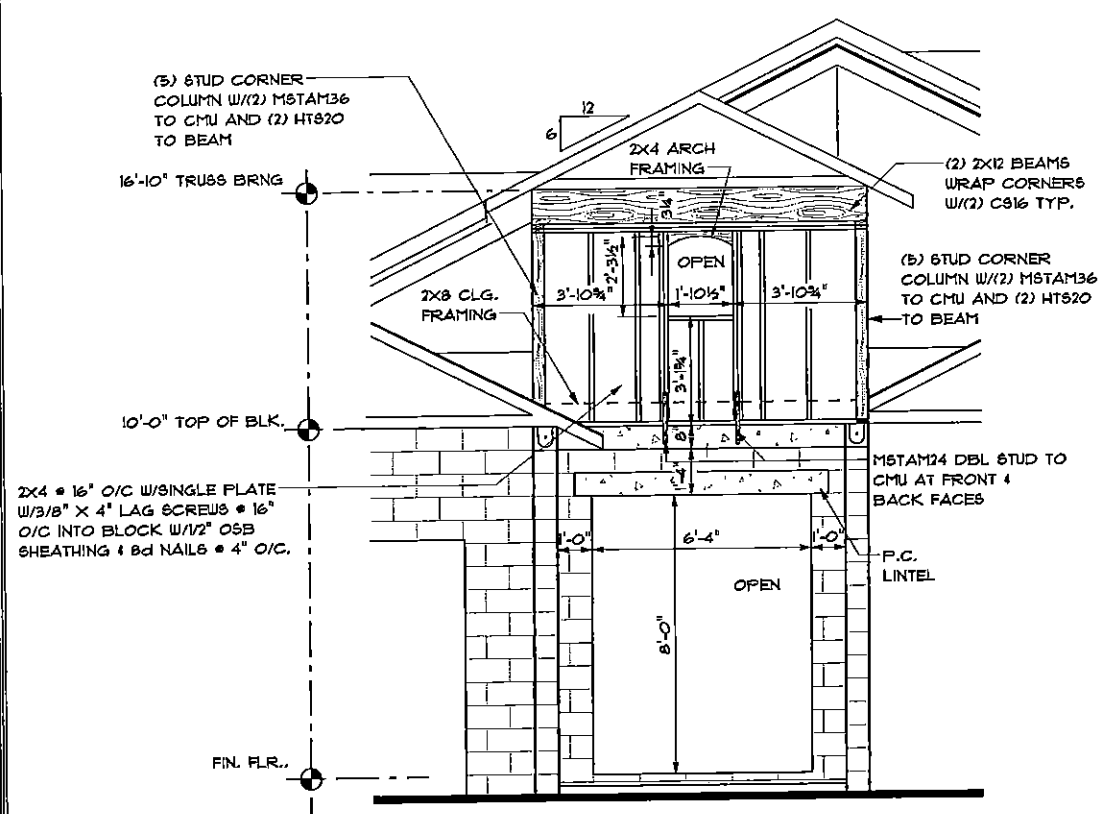 (5) STUD CORNER
COLUMN W/(2) MSTAM36
TO CMU AND (2) HTS20
TO BEAM
12
6
2X4 ARCH
FRAMING
(2) 2X12 BEAMS
WRAP CORNERS
W/(2) CS16 TYP.
16'-10" TRUSS BRNG
3¼"
2'-3½"
OPEN
3'-10¾"
1'-10½"
3'-10¾"
(5) STUD CORNER
COLUMN W/(2) MSTAM36
TO CMU AND (2) HTS20
TO BEAM
2X8 CLG.
FRAMING
3'-1¾"
10'-0" TOP OF BLK.
8"
1'-4"
MSTAM24 DBL STUD TO
CMU AT FRONT &
BACK FACES
2X4 @ 16" O/C W/SINGLE PLATE
W/3/8" X 4" LAG SCREWS @ 16"
O/C INTO BLOCK W/1/2" OSB
SHEATHING & 8d NAILS @ 4" O/C.
1'-0"
6'-4"
1'-0"
P.C.
LINTEL
OPEN
8'-0"
FIN. FLR..